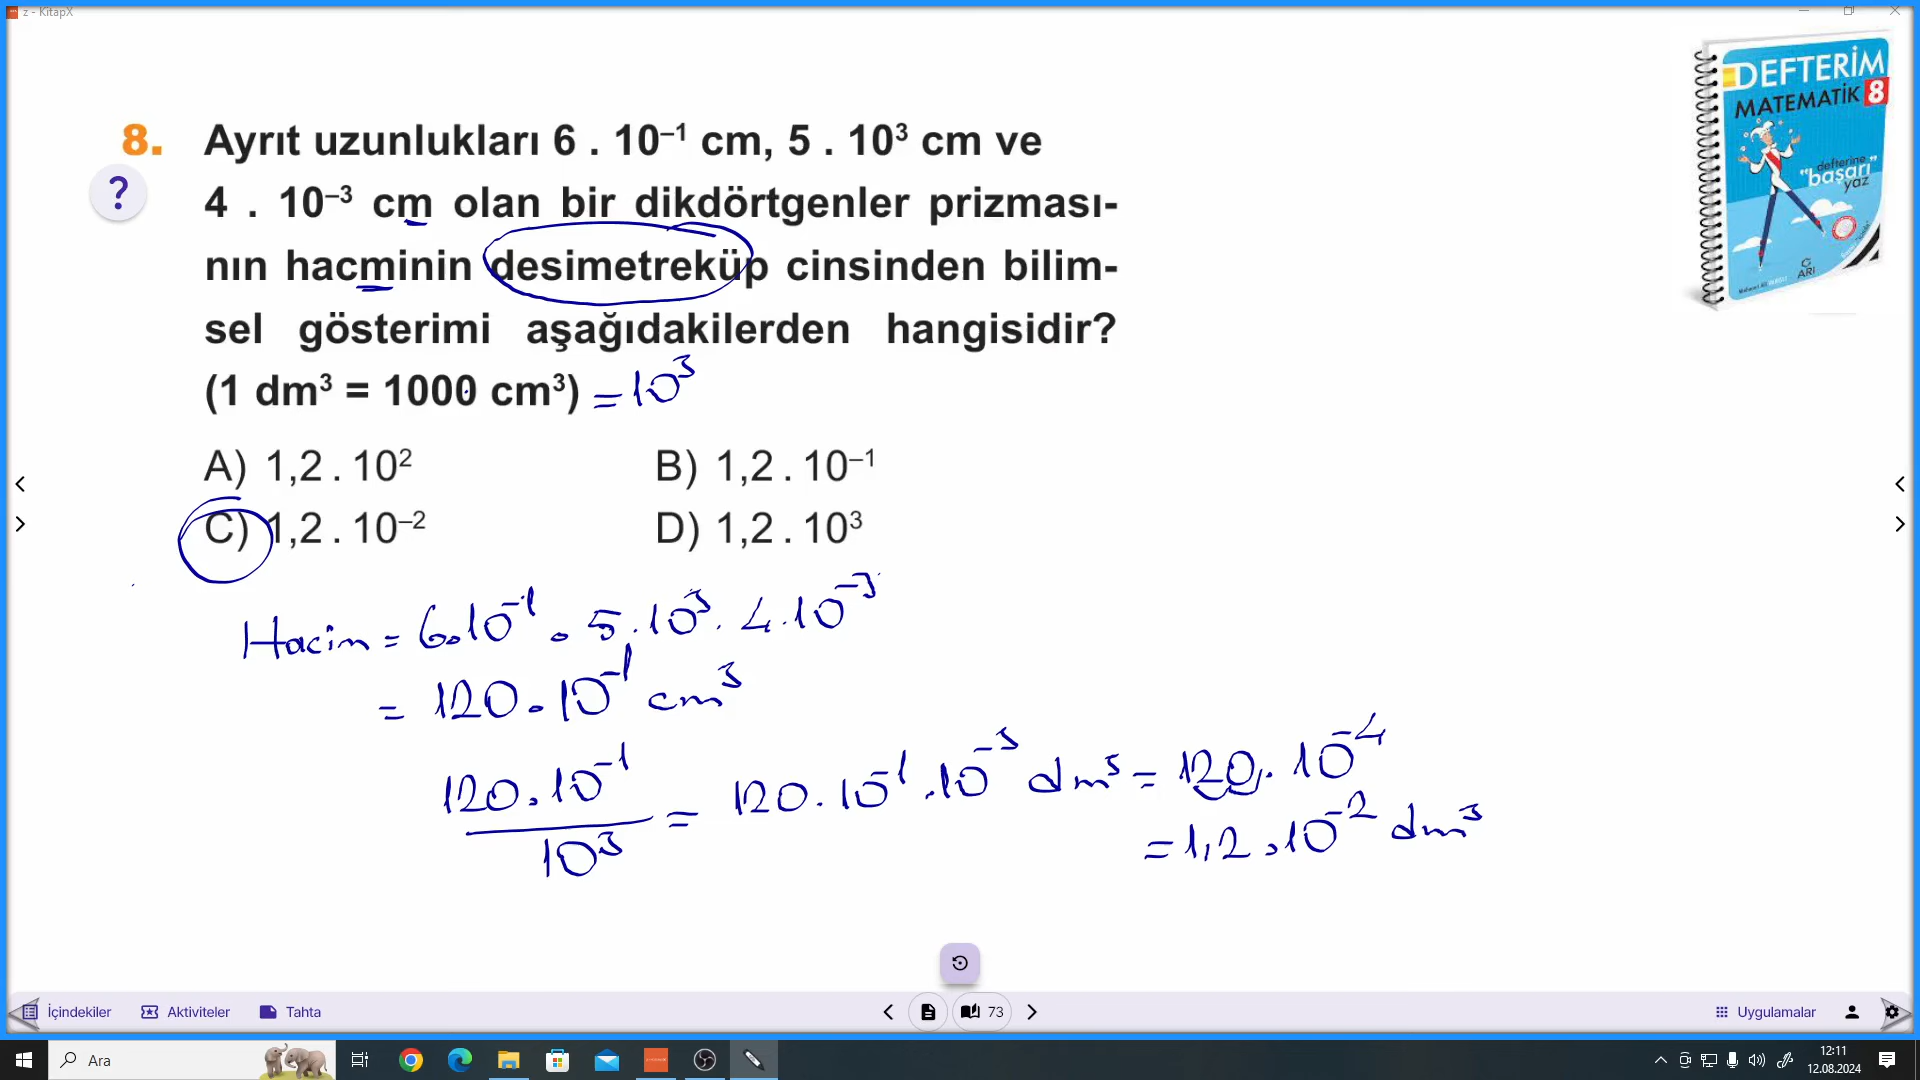 z - KitapX
DEFTERİM
MATEMATİK 8
defterine
"başarı"
yaz
ARI
8. Ayrıt uzunlukları 6 . 10⁻¹ cm, 5 . 10³ cm ve
? 4 . 10⁻³ cm olan bir dikdörtgenler prizması-
nın hacminin desimetreküp cinsinden bilim-
sel gösterimi aşağıdakilerden hangisidir?
(1 dm³ = 1000 cm³) = 10³
A) 1,2 . 10² B) 1,2 . 10⁻¹
C) 1,2 . 10⁻² D) 1,2 . 10³
Hacim = 6.10⁻¹ . 5.10³ . 4.10⁻³
= 120 . 10⁻¹ cm³
120.10⁻¹ / 10³ = 120 . 10⁻¹ . 10⁻³ dm³ = 120 . 10⁻⁴
= 1,2 . 10⁻² dm³
İçindekiler Aktiviteler Tahta 73 Uygulamalar
Ara 12:11
12.08.2024